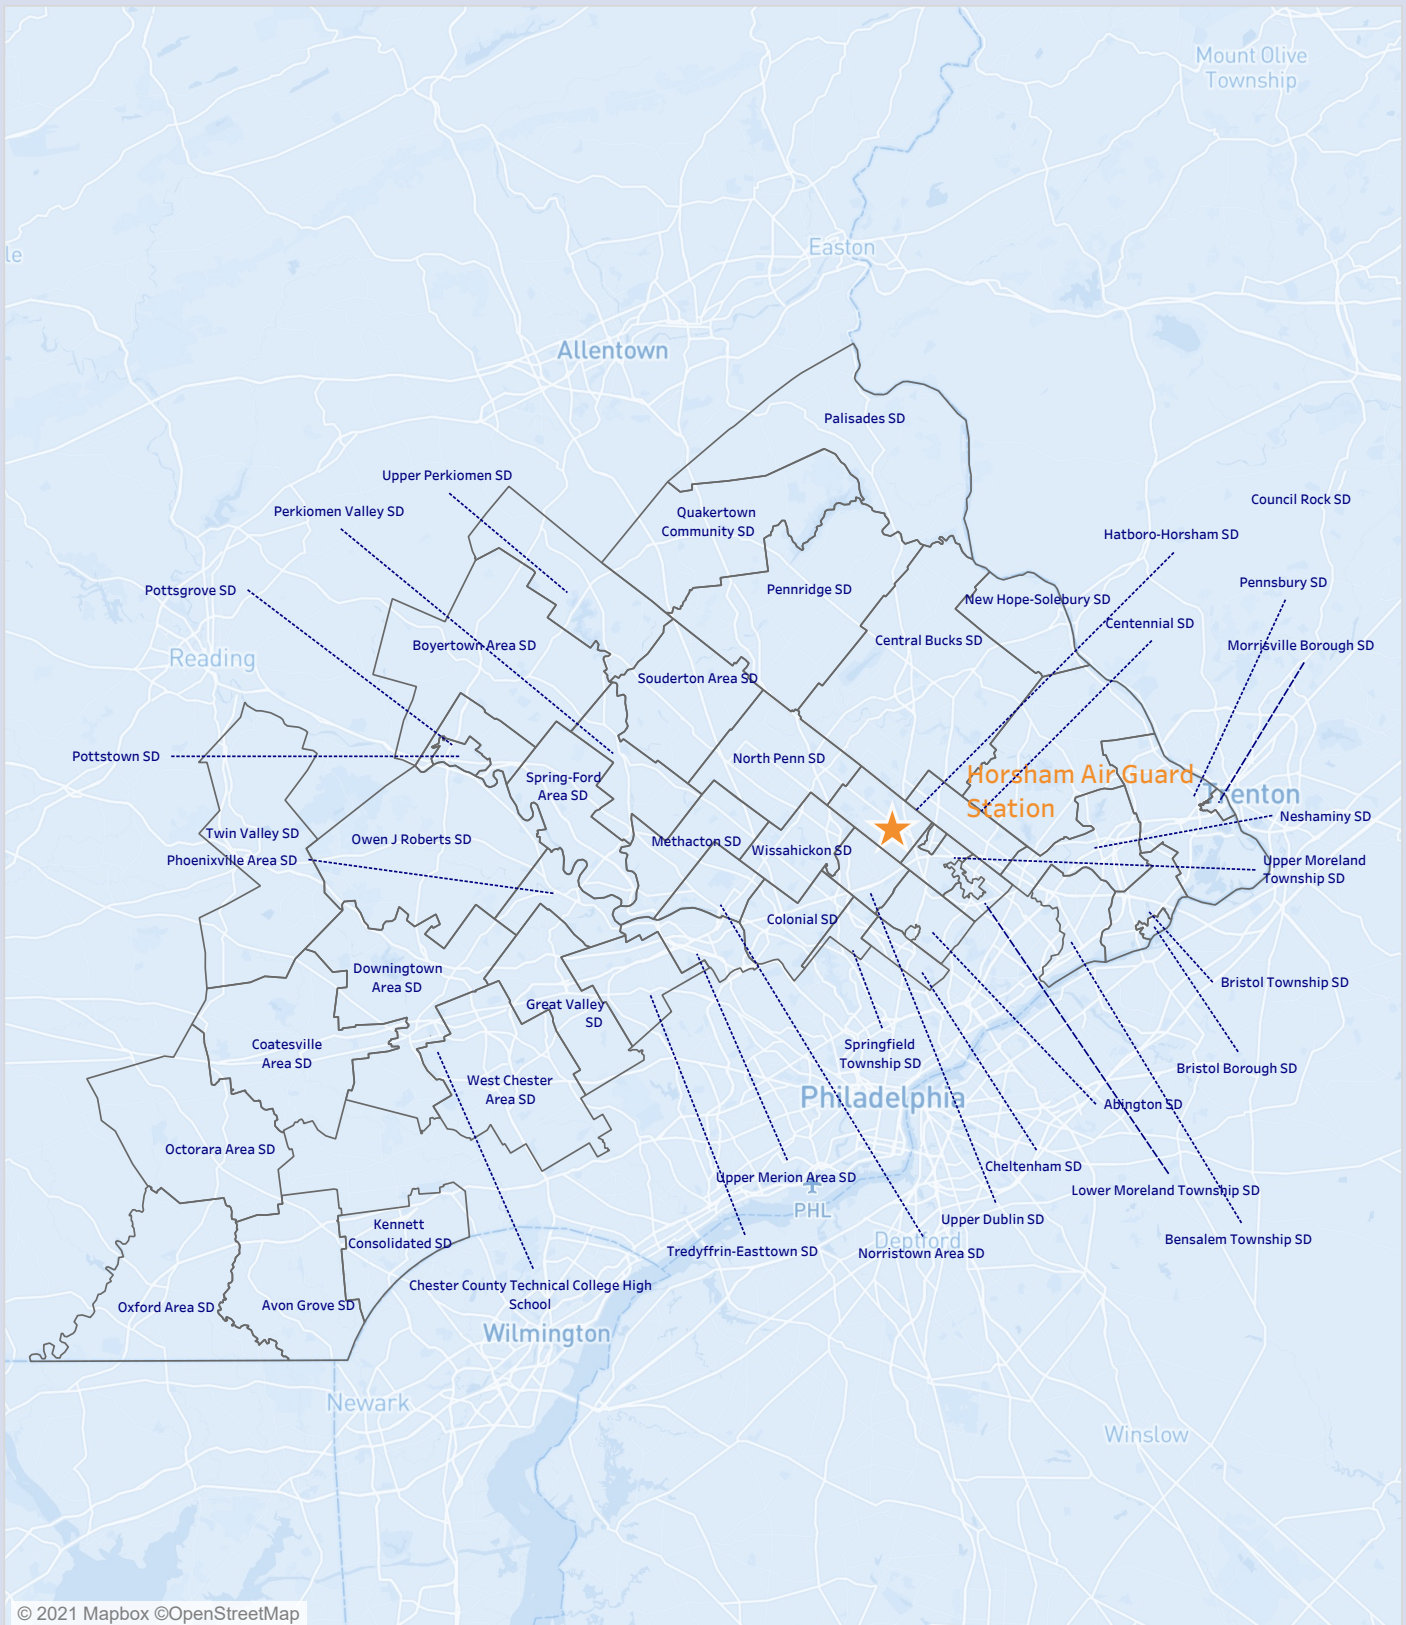 Mount Olive
Township
le
Easton
Allentown
Palisades SD
Upper Perkiomen SD
Council Rock SD
Perkiomen Valley SD
Quakertown
Community SD
Hatboro-Horsham SD
Pottsgrove SD
Pennridge SD
Pennsbury SD
New Hope-Solebury SD
Centennial SD
Reading
Boyertown Area SD
Central Bucks SD
Morrisville Borough SD
Souderton Area SD
Pottstown SD
North Penn SD
Spring-Ford
Area SD
Horsham Air Guard
Station
Trenton
Neshaminy SD
Twin Valley SD
Owen J Roberts SD
Methacton SD
Wissahickon SD
Phoenixville Area SD
Upper Moreland
Township SD
Colonial SD
Downingtown
Area SD
Bristol Township SD
Great Valley
SD
Coatesville
Area SD
Springfield
Township SD
Bristol Borough SD
West Chester
Area SD
Philadelphia
Abington SD
Octorara Area SD
Cheltenham SD
Upper Merion Area SD
Lower Moreland Township SD
PHL
Upper Dublin SD
Kennett
Consolidated SD
Deptford
Tredyffrin-Easttown SD
Norristown Area SD
Bensalem Township SD
Chester County Technical College High
School
Oxford Area SD
Avon Grove SD
Wilmington
Newark
Winslow
© 2021 Mapbox ©OpenStreetMap